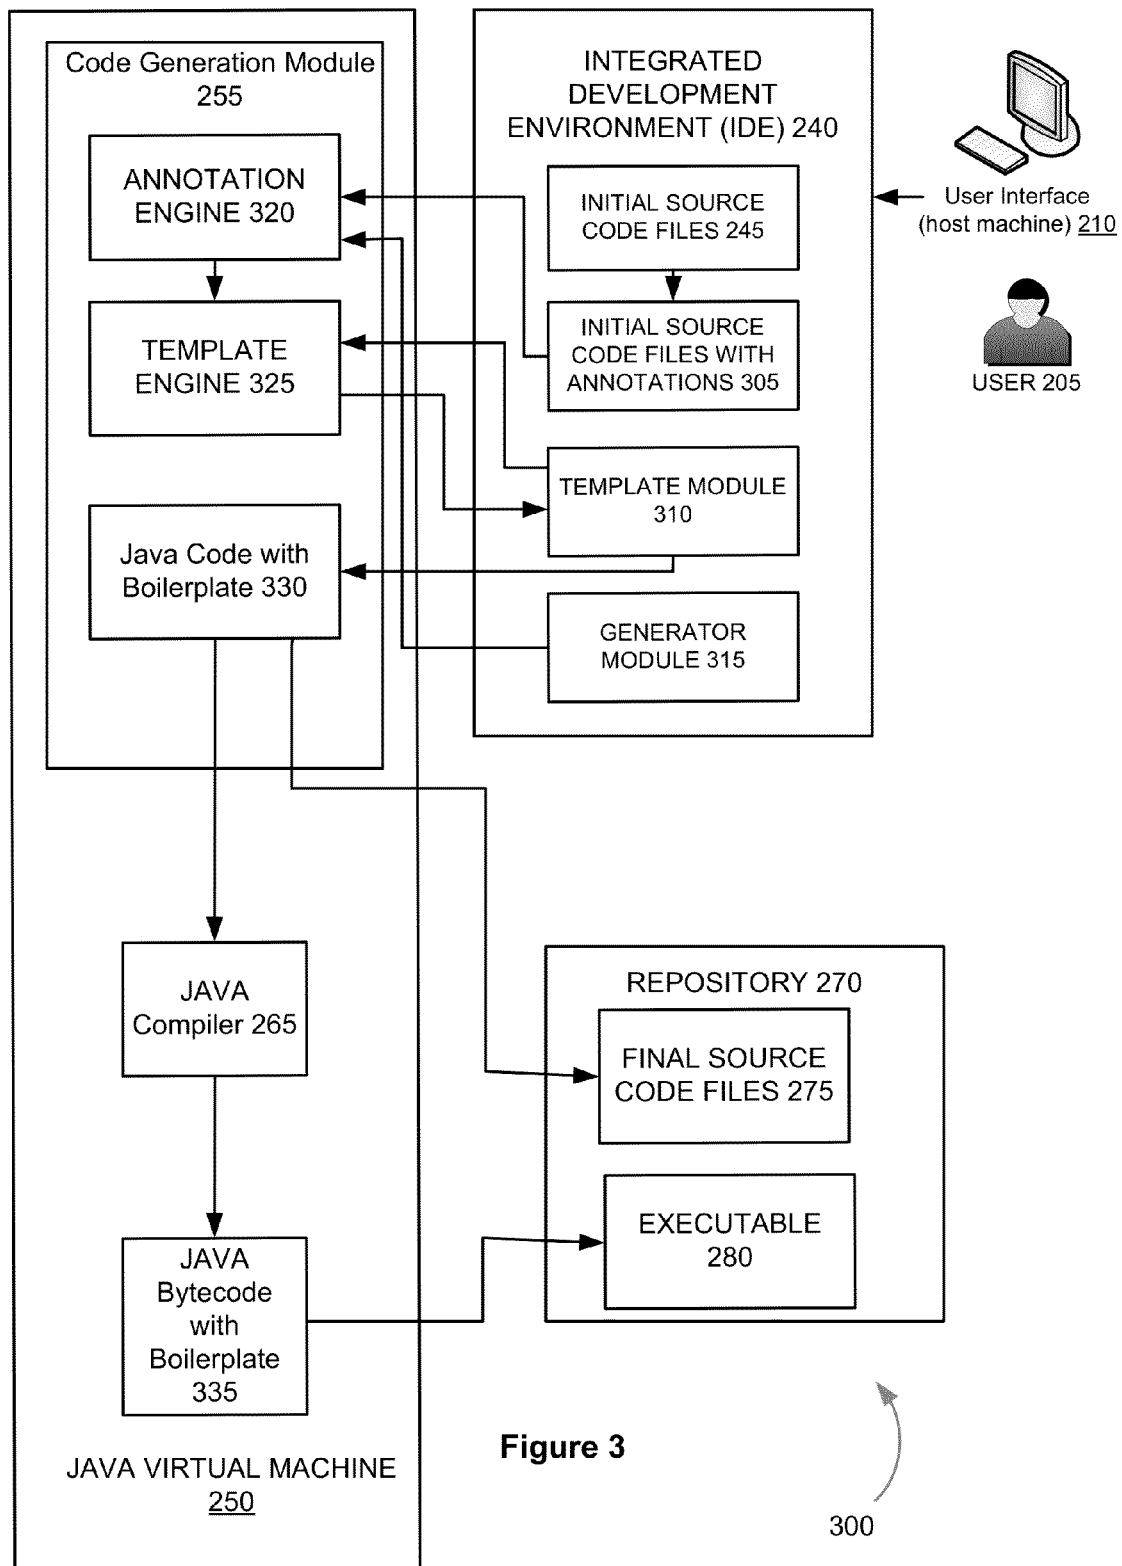 Code Generation Module
255
ANNOTATION
ENGINE 320
TEMPLATE
ENGINE 325
Java Code with
Boilerplate 330
INTEGRATED
DEVELOPMENT
ENVIRONMENT (IDE) 240
INITIAL SOURCE
CODE FILES 245
INITIAL SOURCE
CODE FILES WITH
ANNOTATIONS 305
TEMPLATE MODULE
310
GENERATOR
MODULE 315
User Interface
(host machine) 210
USER 205
JAVA
Compiler 265
JAVA
Bytecode
with
Boilerplate
335
REPOSITORY 270
FINAL SOURCE
CODE FILES 275
EXECUTABLE
280
JAVA VIRTUAL MACHINE
250
Figure 3
300